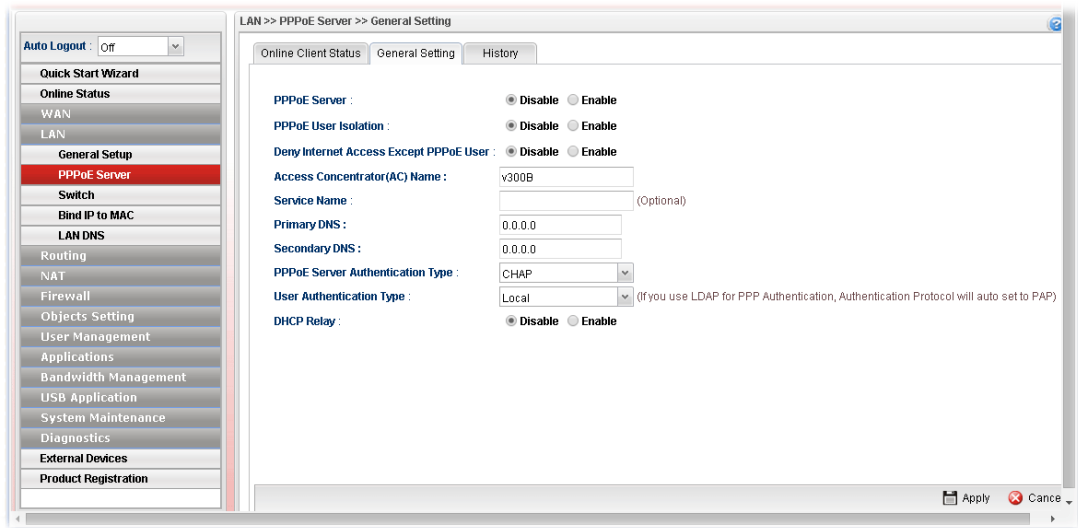 LAN >> PPPoE Server >> General Setting
Auto Logout : Off
Quick Start Wizard
Online Status
WAN
LAN
General Setup
PPPoE Server
Switch
Bind IP to MAC
LAN DNS
Routing
NAT
Firewall
Objects Setting
User Management
Applications
Bandwidth Management
USB Application
System Maintenance
Diagnostics
External Devices
Product Registration
Online Client Status General Setting History
PPPoE Server : Disable Enable
PPPoE User Isolation : Disable Enable
Deny Internet Access Except PPPoE User : Disable Enable
Access Concentrator(AC) Name : v300B
Service Name : (Optional)
Primary DNS : 0.0.0.0
Secondary DNS : 0.0.0.0
PPPoE Server Authentication Type : CHAP
User Authentication Type : Local (If you use LDAP for PPP Authentication, Authentication Protocol will auto set to PAP)
DHCP Relay : Disable Enable
Apply Cance